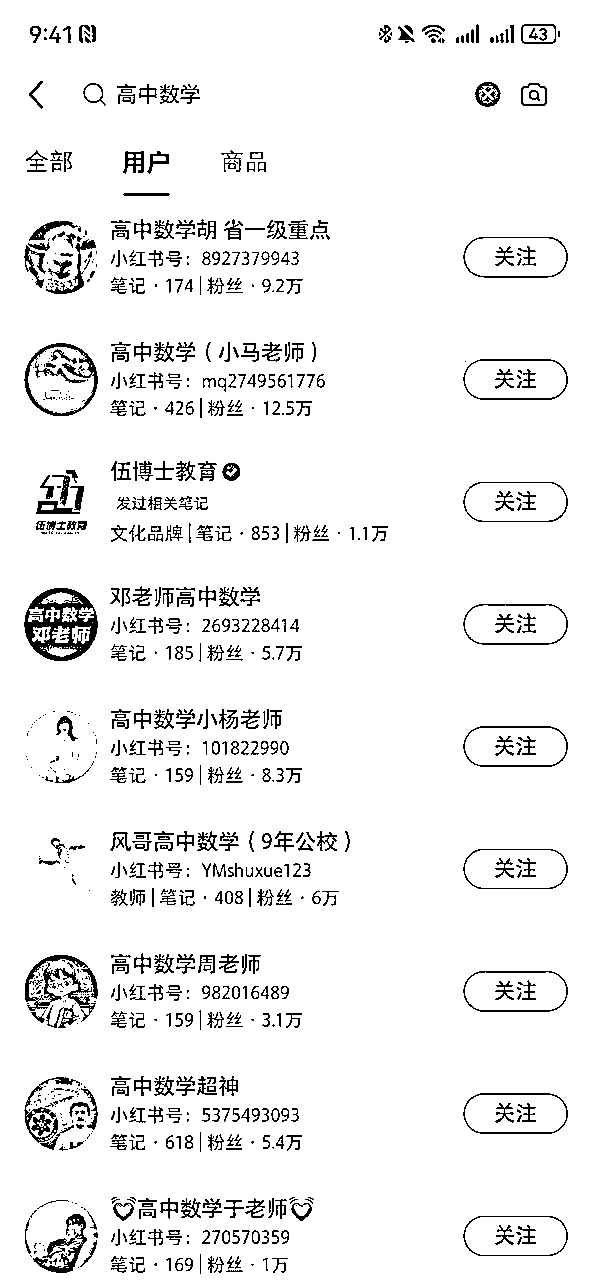 9:41
43
高中数学
全部 用户 商品
高中数学胡 省一级重点
小红书号：8927379943
笔记·174|粉丝·9.2万
关注
高中数学（小马老师）
小红书号：mq2749561776
笔记·426|粉丝·12.5万
关注
伍博士教育
伍博士教育
发过相关笔记
文化品牌|笔记·853|粉丝·1.1万
关注
高中数学
邓老师
邓老师高中数学
小红书号：2693228414
笔记·185|粉丝·5.7万
关注
高中数学小杨老师
小红书号：101822990
笔记·159|粉丝·8.3万
关注
风哥高中数学（9年公校）
小红书号：YMshuxue123
教师|笔记·408|粉丝·6万
关注
高中数学周老师
小红书号：982016489
笔记·159|粉丝·3.1万
关注
高中数学超神
小红书号：5375493093
笔记·618|粉丝·5.4万
关注
高中数学于老师
小红书号：270570359
笔记·169|粉丝·1万
关注